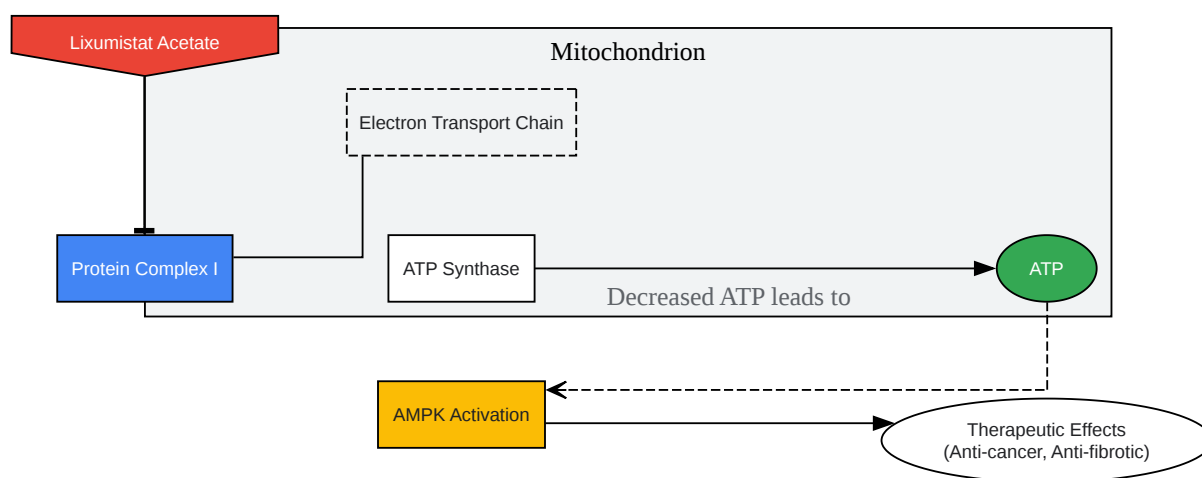 Lixumistat Acetate
Mitochondrion
Electron Transport Chain
Protein Complex I
ATP Synthase
ATP
Decreased ATP leads to
AMPK Activation
Therapeutic Effects
(Anti-cancer, Anti-fibrotic)